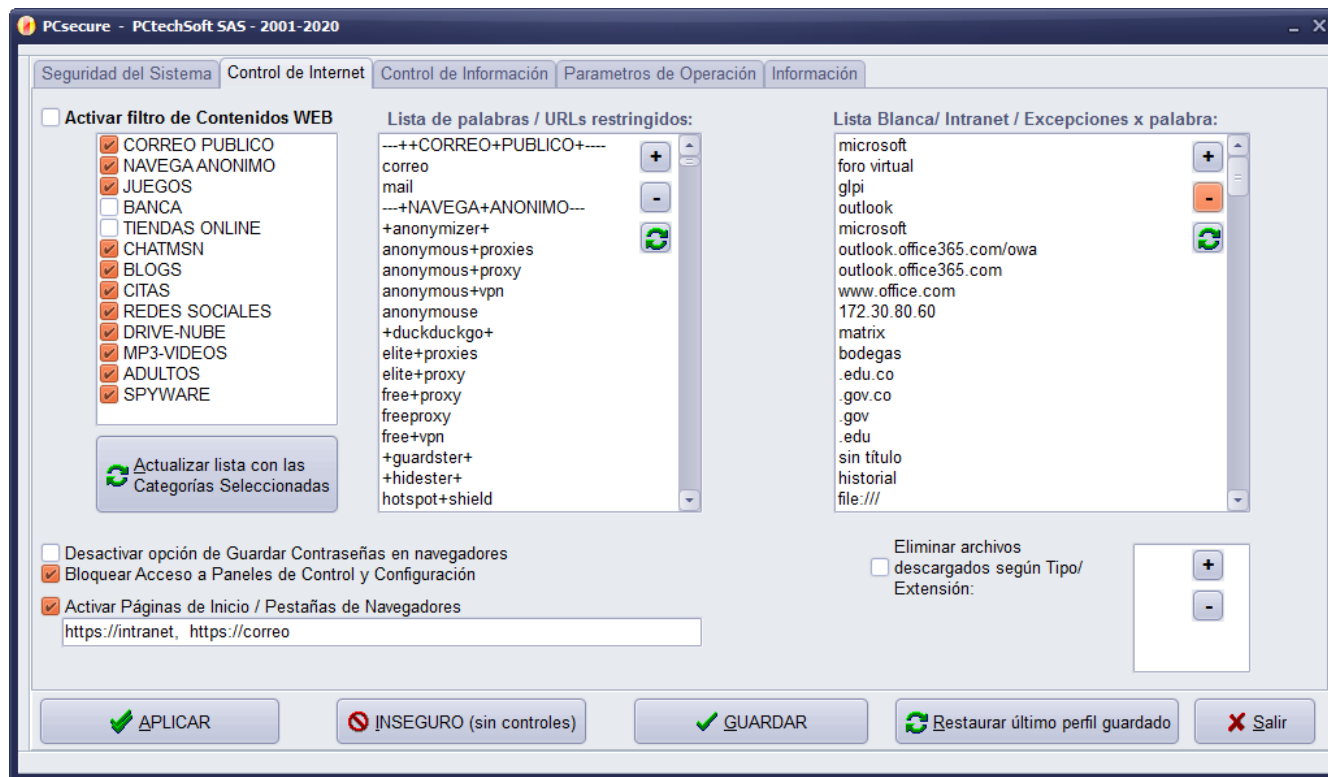 PCsecure - PCtechSoft SAS - 2001-2020
Seguridad del Sistema Control de Internet Control de Información Parametros de Operación Información
Activar filtro de Contenidos WEB
CORREO PUBLICO
NAVEGA ANONIMO
JUEGOS
BANCA
TIENDAS ONLINE
CHATMSN
BLOGS
CITAS
REDES SOCIALES
DRIVE-NUBE
MP3-VIDEOS
ADULTOS
SPYWARE
Actualizar lista con las
Categorías Seleccionadas
Lista de palabras / URLs restringidos:
---++CORREO+PUBLICO+----
correo
mail
---+NAVEGA+ANONIMO---
+anonymizer+
anonymous+proxies
anonymous+proxy
anonymous+vpn
anonymouse
+duckduckgo+
elite+proxies
elite+proxy
free+proxy
freeproxy
free+vpn
+guardster+
+hidester+
hotspot+shield
+
-
Lista Blanca/ Intranet / Excepciones x palabra:
microsoft
foro virtual
glpi
outlook
microsoft
outlook.office365.com/owa
outlook.office365.com
www.office.com
172.30.80.60
matrix
bodegas
.edu.co
.gov.co
.gov
.edu
sin título
historial
file:///
+
-
Desactivar opción de Guardar Contraseñas en navegadores
Bloquear Acceso a Paneles de Control y Configuración
Activar Páginas de Inicio / Pestañas de Navegadores
https://intranet, https://correo
Eliminar archivos
descargados según Tipo/
Extensión:
+
-
APLICAR INSEGURO (sin controles) GUARDAR Restaurar último perfil guardado Salir